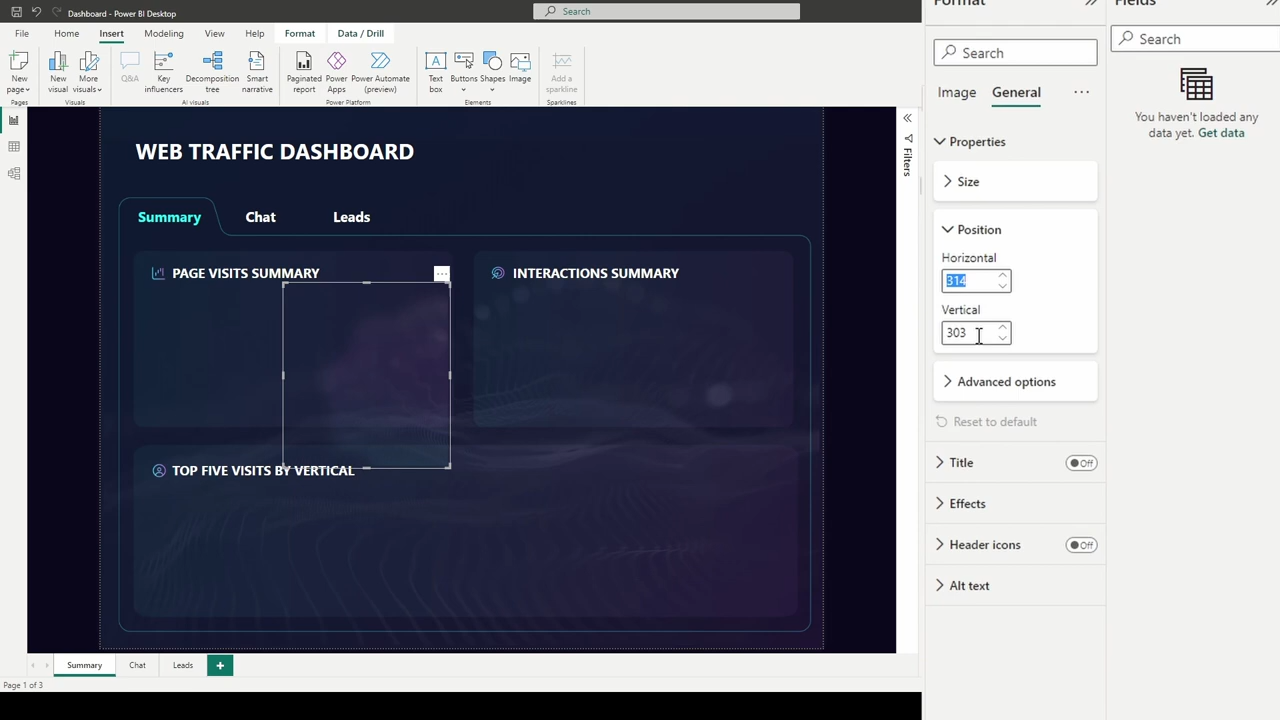 Dashboard - Power BI Desktop
Search
File Home Insert Modeling View Help Format Data / Drill
New page
New visual
More visuals
Q&A
Key influencers
Decomposition tree
Smart narrative
Paginated report
Power Apps
Power Automate (preview)
Text box
Buttons
Shapes
Image
Add a sparkline
Pages Visuals AI visuals Power Platform Elements Sparklines
WEB TRAFFIC DASHBOARD
Summary Chat Leads
PAGE VISITS SUMMARY
INTERACTIONS SUMMARY
TOP FIVE VISITS BY VERTICAL
Filters
Summary Chat Leads
Page 1 of 3
Format
Search
Image General
Properties
Size
Position
Horizontal
314
Vertical
303
Advanced options
Reset to default
Title Off
Effects
Header icons Off
Alt text
Fields
Search
You haven't loaded any
data yet. Get data